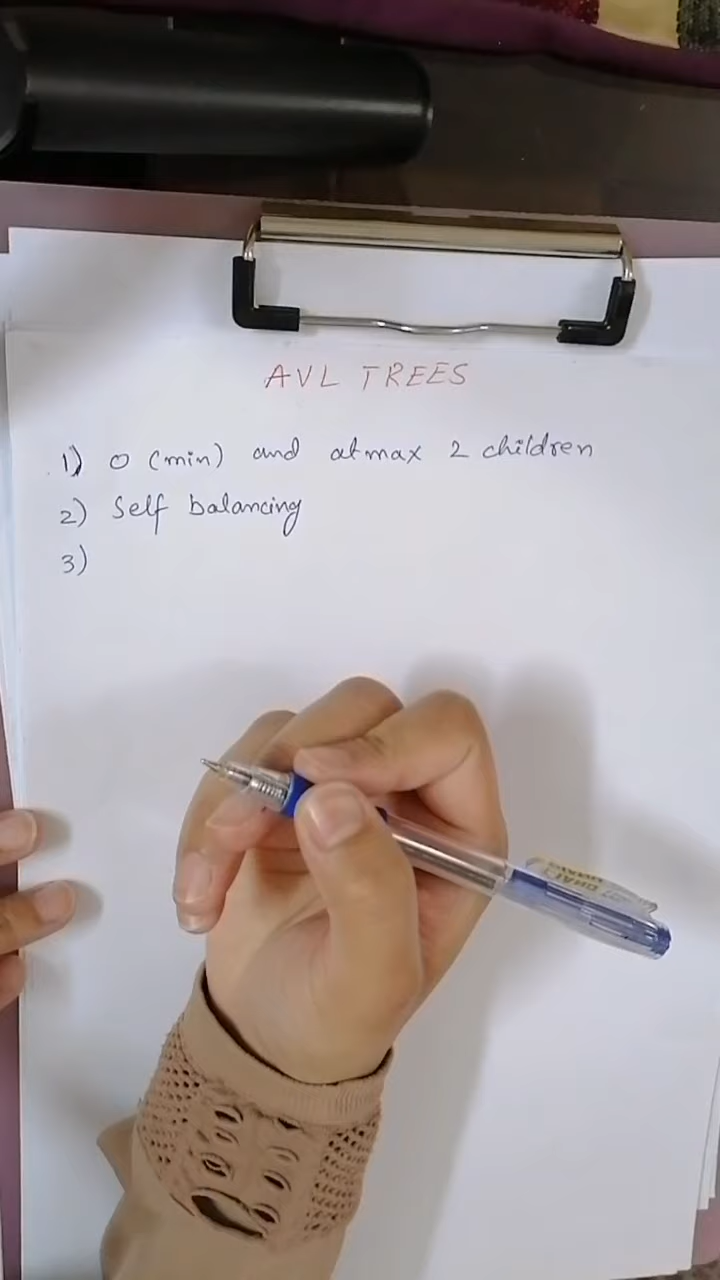 AVL TREES
1) 0 (min) and atmax 2 children
2) Self balancing
3)